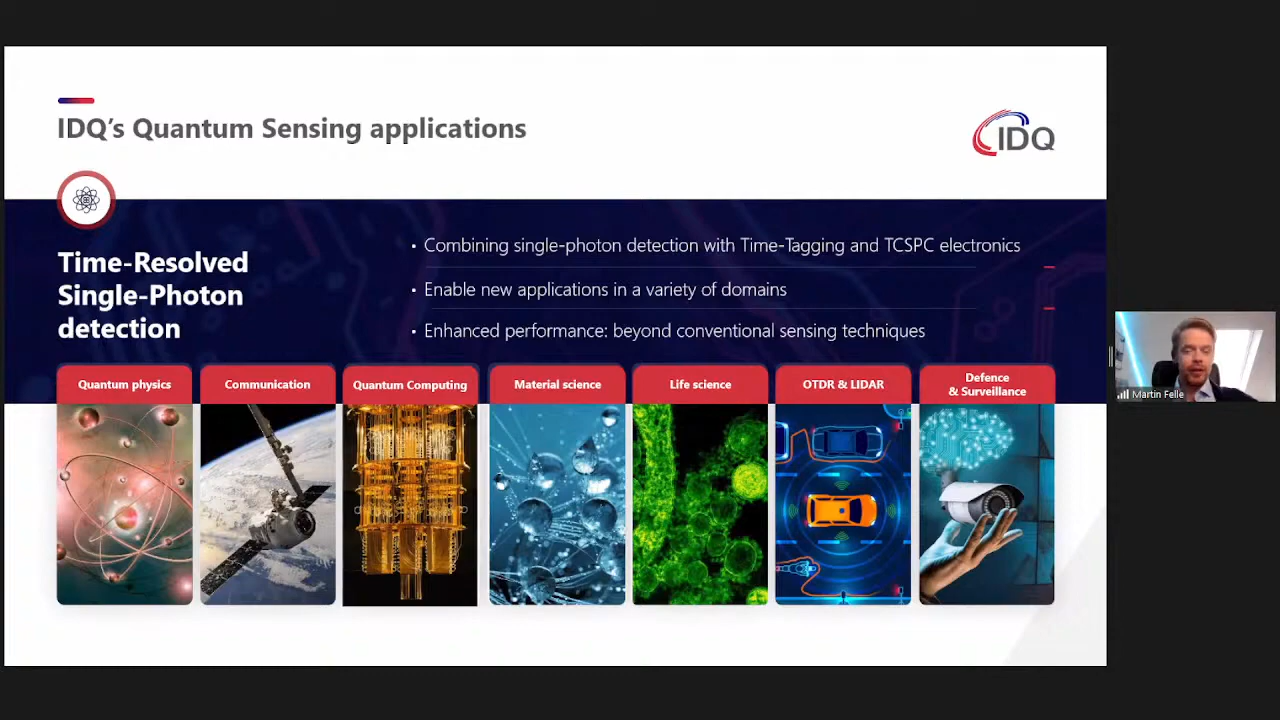 IDQ's Quantum Sensing applications
IDQ
Time-Resolved
Single-Photon
detection
• Combining single-photon detection with Time-Tagging and TCSPC electronics
• Enable new applications in a variety of domains
• Enhanced performance: beyond conventional sensing techniques
Quantum physics
Communication
Quantum Computing
Material science
Life science
OTDR & LIDAR
Defence
& Surveillance
Martin Felle